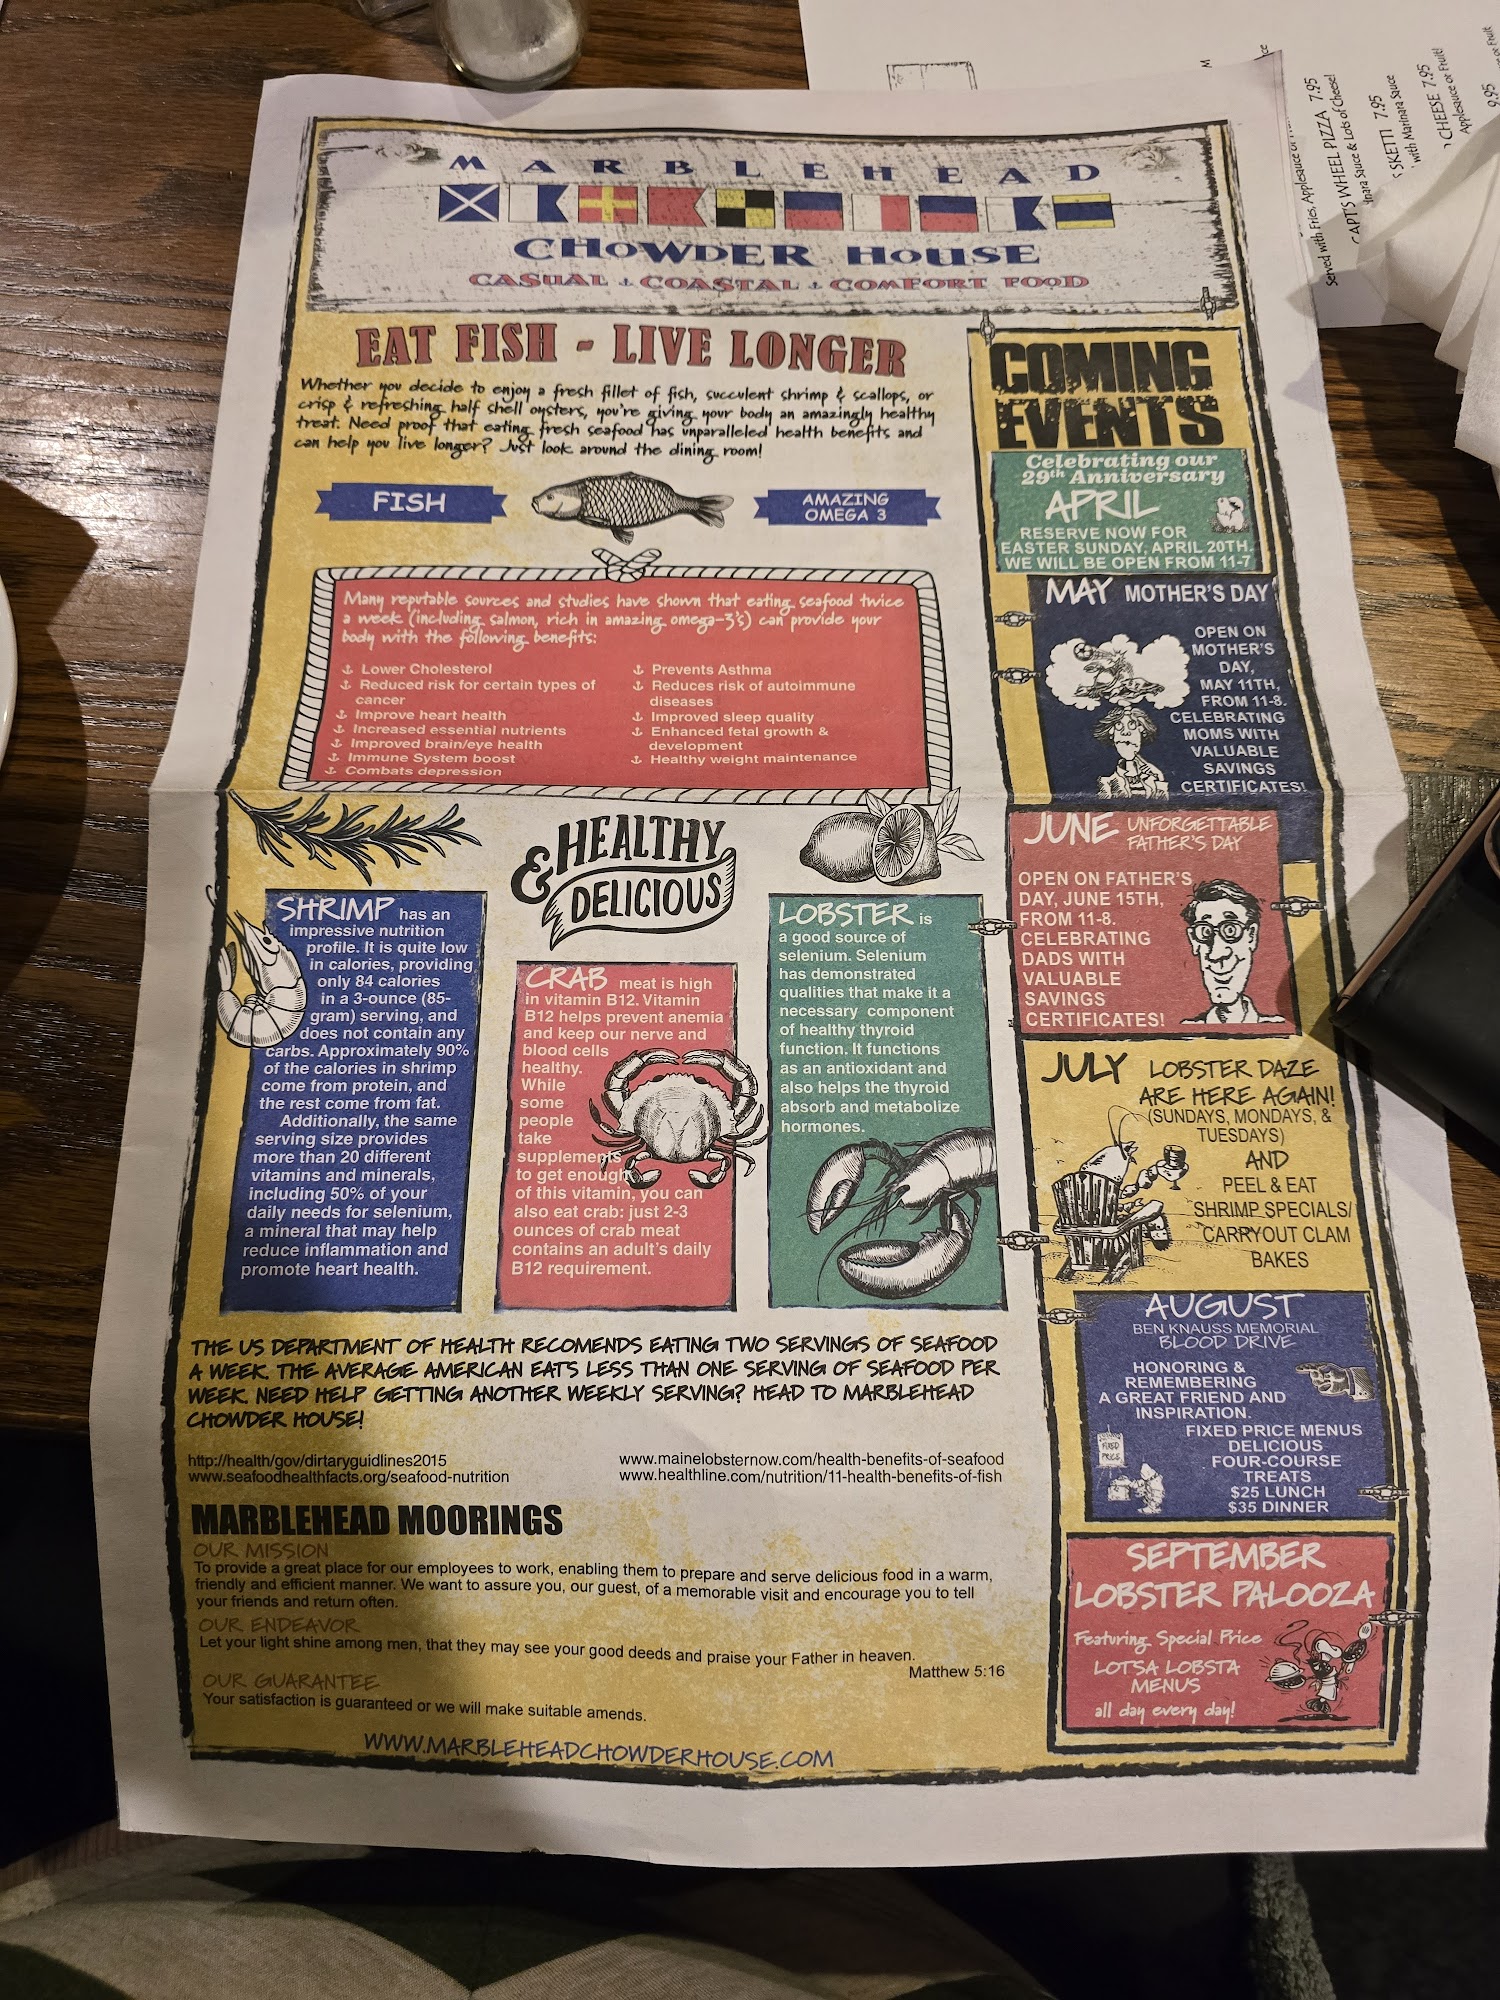 MARBLEHEAD
CHOWDER HOUSE
CASUAL COASTAL COMFORT FOOD
EAT FISH - LIVE LONGER
Whether you decide to enjoy a fresh fillet of fish, succulent shrimp & scallops, or
crisp & refreshing half shell oysters, you're giving your body an amazingly healthy
treat. Need proof that eating fresh seafood has unparalleled health benefits and
can help you live longer? Just look around the dining room!
FISH
AMAZING
OMEGA 3
Many reputable sources and studies have shown that eating seafood twice
a week (including salmon, rich in amazing omega-3's) can provide your
body with the following benefits:
Lower Cholesterol
Reduced risk for certain types of
cancer
Improve heart health
Increased essential nutrients
Improved brain/eye health
Immune System boost
Combats depression
Prevents Asthma
Reduces risk of autoimmune
diseases
Improved sleep quality
Enhanced fetal growth &
development
Healthy weight maintenance
HEALTHY
& DELICIOUS
SHRIMP has an
impressive nutrition
profile. It is quite low
in calories, providing
only 84 calories
in a 3-ounce (85-
gram) serving, and
does not contain any
carbs. Approximately 90%
of the calories in shrimp
come from protein, and
the rest come from fat.
Additionally, the same
serving size provides
more than 20 different
vitamins and minerals,
including 50% of your
daily needs for selenium,
a mineral that may help
reduce inflammation and
promote heart health.
CRAB meat is high
in vitamin B12. Vitamin
B12 helps prevent anemia
and keep our nerve and
blood cells
healthy.
While
some
people
take
supplements
to get enough
of this vitamin, you can
also eat crab: just 2-3
ounces of crab meat
contains an adult's daily
B12 requirement.
LOBSTER is
a good source of
selenium. Selenium
has demonstrated
qualities that make it a
necessary component
of healthy thyroid
function. It functions
as an antioxidant and
also helps the thyroid
absorb and metabolize
hormones.
THE US DEPARTMENT OF HEALTH RECOMENDS EATING TWO SERVINGS OF SEAFOOD
A WEEK. THE AVERAGE AMERICAN EATS LESS THAN ONE SERVING OF SEAFOOD PER
WEEK. NEED HELP GETTING ANOTHER WEEKLY SERVING? HEAD TO MARBLEHEAD
CHOWDER HOUSE!
http://health/gov/dirtaryguidlines2015
www.seafoodhealthfacts.org/seafood-nutrition
www.mainelobsternow.com/health-benefits-of-seafood
www.healthline.com/nutrition/11-health-benefits-of-fish
MARBLEHEAD MOORINGS
OUR MISSION
To provide a great place for our employees to work, enabling them to prepare and serve delicious food in a warm,
friendly and efficient manner. We want to assure you, our guest, of a memorable visit and encourage you to tell
your friends and return often.
OUR ENDEAVOR
Let your light shine among men, that they may see your good deeds and praise your Father in heaven.
Matthew 5:16
OUR GUARANTEE
Your satisfaction is guaranteed or we will make suitable amends.
WWW.MARBLEHEADCHOWDERHOUSE.COM
COMING
EVENTS
Celebrating our
29th Anniversary
APRIL
RESERVE NOW FOR
EASTER SUNDAY, APRIL 20TH.
WE WILL BE OPEN FROM 11-7
MAY MOTHER'S DAY
OPEN ON
MOTHER'S
DAY,
MAY 11TH,
FROM 11-8.
CELEBRATING
MOMS WITH
VALUABLE
SAVINGS
CERTIFICATES!
JUNE UNFORGETTABLE
FATHER'S DAY
OPEN ON FATHER'S
DAY, JUNE 15TH,
FROM 11-8.
CELEBRATING
DADS WITH
VALUABLE
SAVINGS
CERTIFICATES!
JULY LOBSTER DAZE
ARE HERE AGAIN!
(SUNDAYS, MONDAYS, &
TUESDAYS)
AND
PEEL & EAT
SHRIMP SPECIALS/
CARRYOUT CLAM
BAKES
AUGUST
BEN KNAUSS MEMORIAL
BLOOD DRIVE
HONORING &
REMEMBERING
A GREAT FRIEND AND
INSPIRATION.
FIXED PRICE MENUS
DELICIOUS
FOUR-COURSE
TREATS
$25 LUNCH
$35 DINNER
FIXED
PRICE
SEPTEMBER
LOBSTER PALOOZA
Featuring Special Price
LOTSA LOBSTA
MENUS
all day every day!
Served with Fries, Applesauce or
CAPT'S WHEEL PIZZA 7.95
Sauce & Lots of Cheese!
SKETTI 7.95
with Marinara Sauce
CHEESE 7.95
Applesauce or Fruit!
9.95
or Fruit